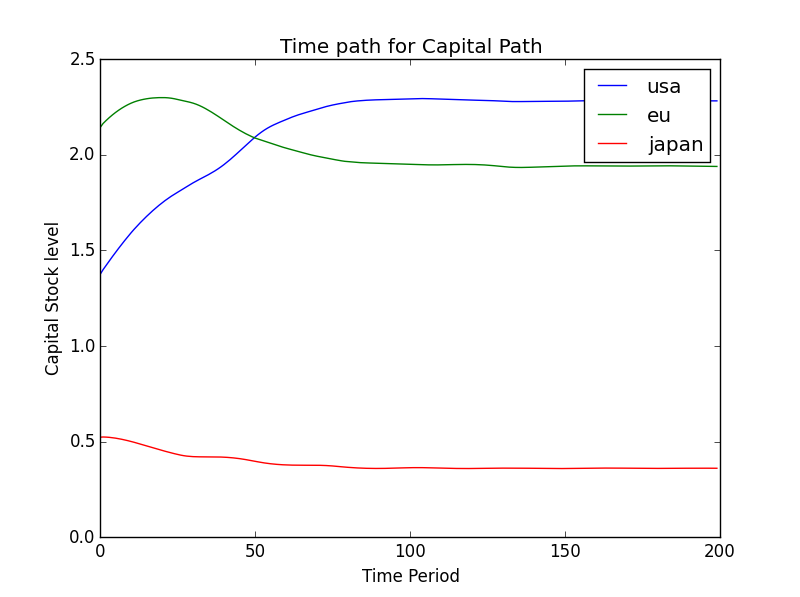 Time path for Capital Path
2.5
2.0
1.5
1.0
0.5
0.0
Capital Stock level
usa
eu
japan
0 50 100 150 200
Time Period